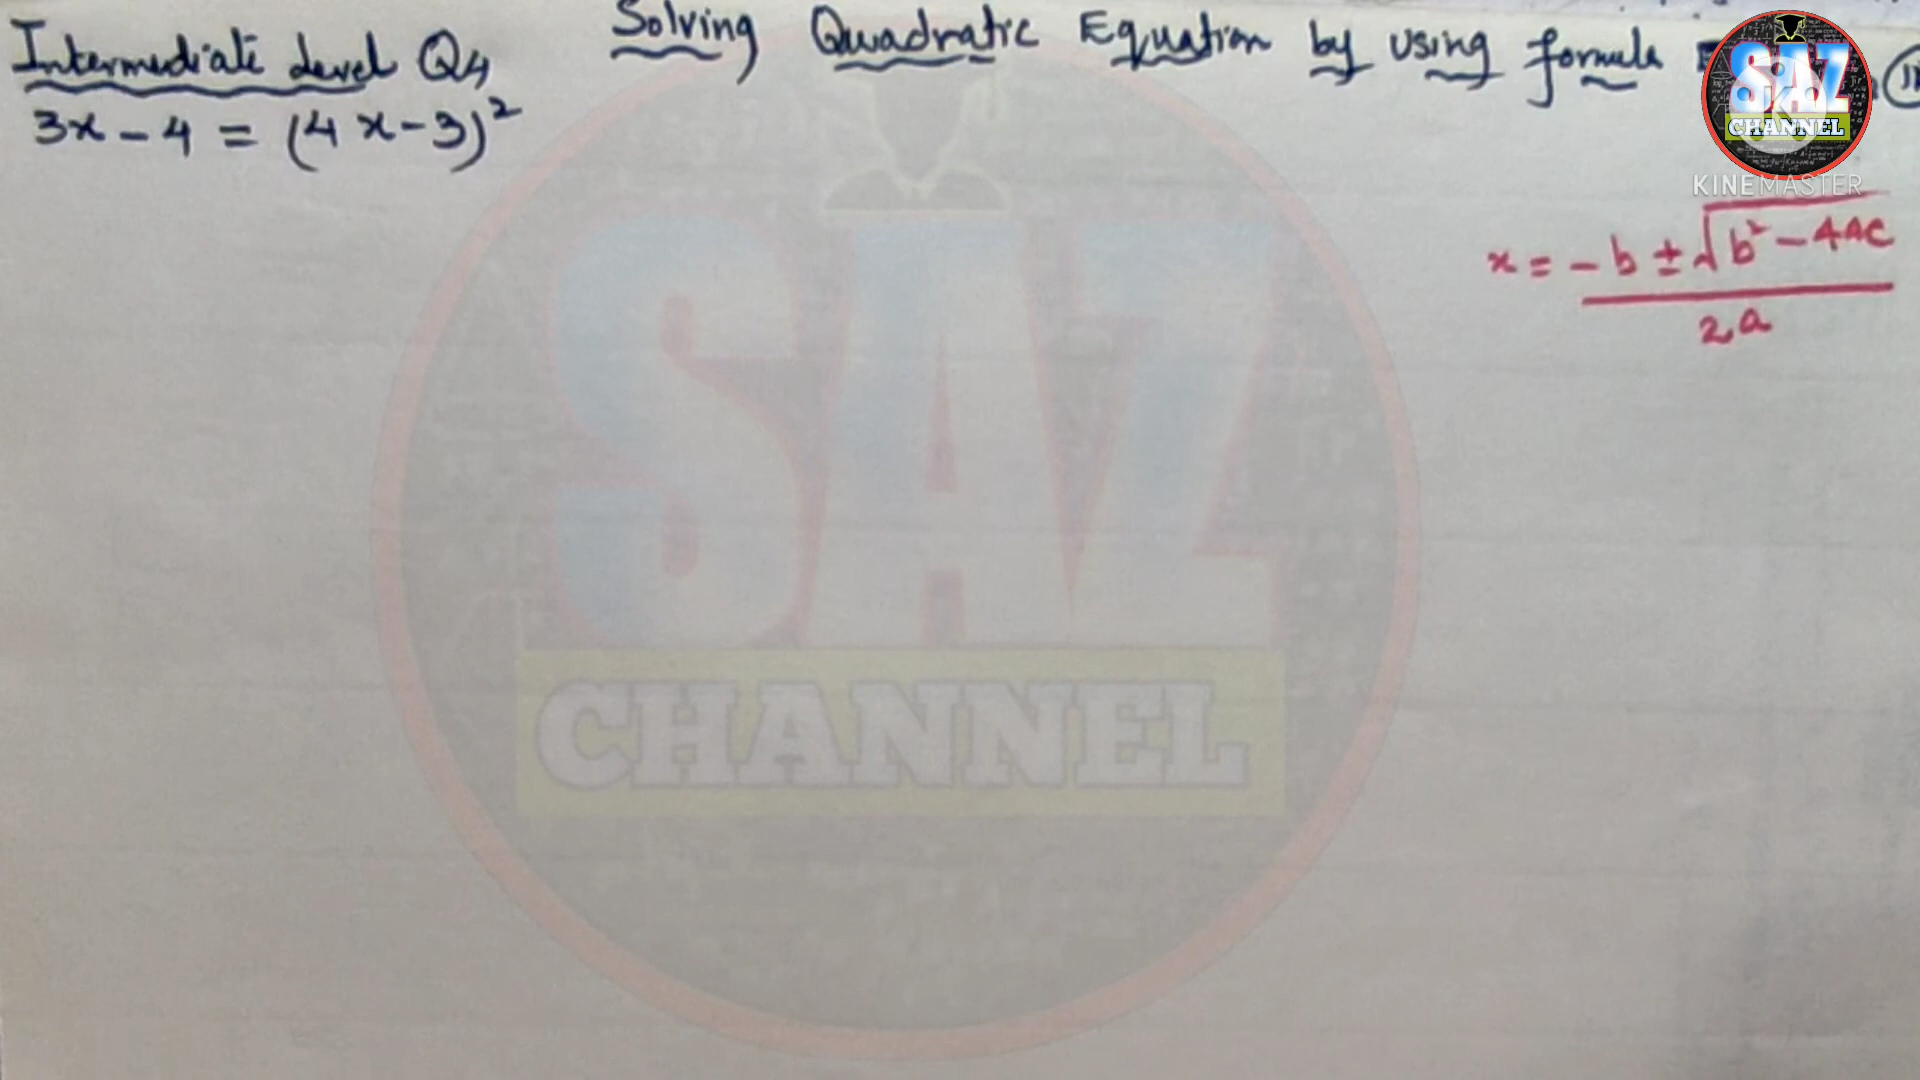 Intermediate Level Q4
Solving Quadratic Equation by using formula
3x - 4 = (4x-3)²
x = -b ± √b² - 4ac
2a
SAZ
CHANNEL
KINEMASTER
SAZ
CHANNEL